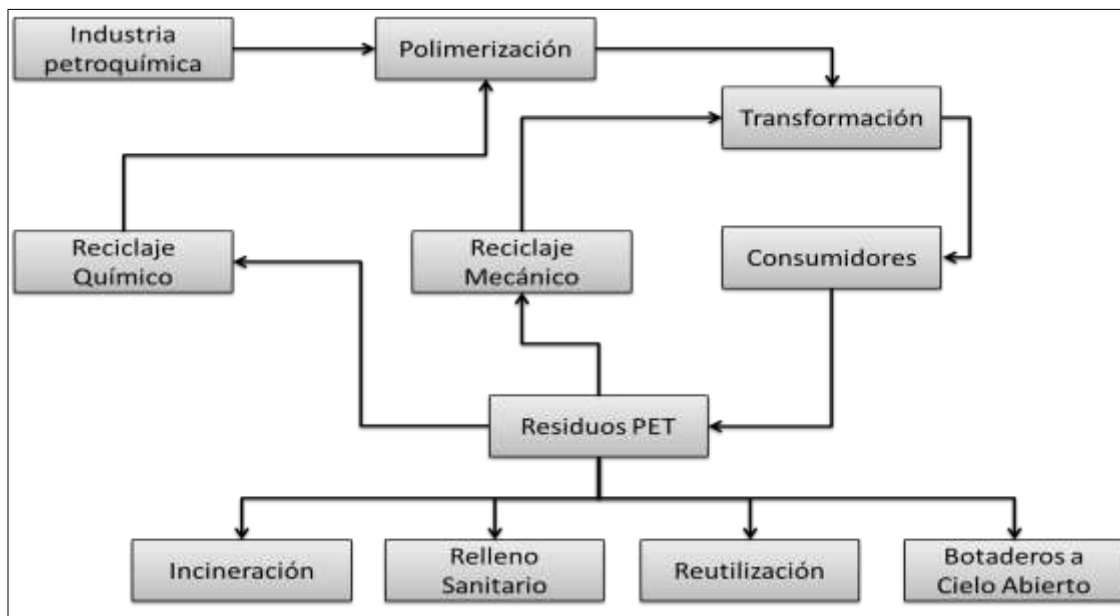 Industria
petroquímica
Polimerización
Transformación
Reciclaje
Químico
Reciclaje
Mecánico
Consumidores
Residuos PET
Incineración
Relleno
Sanitario
Reutilización
Botaderos a
Cielo Abierto